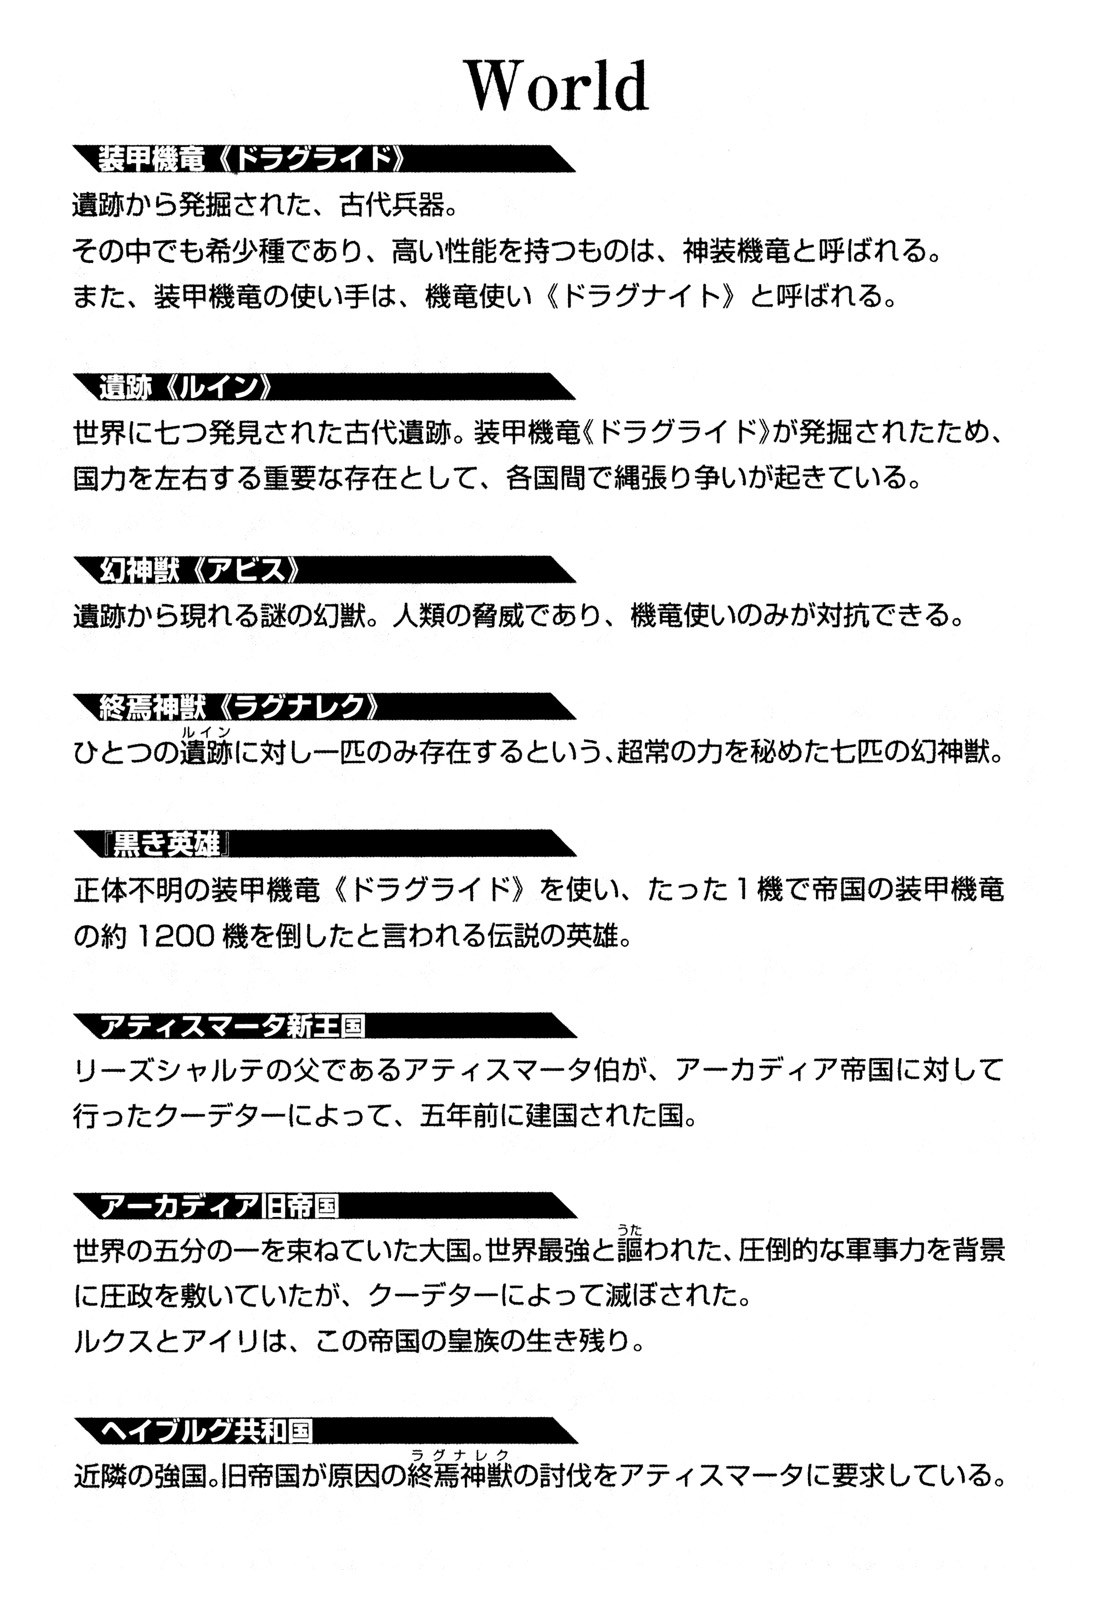 World
装甲機竜《ドラグライド》
遺跡から発掘された、古代兵器。
その中でも希少種であり、高い性能を持つものは、神装機竜と呼ばれる。
また、装甲機竜の使い手は、機竜使い《ドラグナイト》と呼ばれる。
遺跡《ルイン》
世界に七つ発見された古代遺跡。装甲機竜《ドラグライド》が発掘されたため、
国力を左右する重要な存在として、各国間で縄張り争いが起きている。
幻神獣《アビス》
遺跡から現れる謎の幻獣。人類の脅威であり、機竜使いのみが対抗できる。
終焉神獣《ラグナレク》
ルイン
ひとつの遺跡に対し一匹のみ存在するという、超常の力を秘めた七匹の幻神獣。
『黒き英雄』
正体不明の装甲機竜《ドラグライド》を使い、たった1機で帝国の装甲機竜
の約1200機を倒したと言われる伝説の英雄。
アティスマータ新王国
リーズシャルテの父であるアティスマータ伯が、アーカディア帝国に対して
行ったクーデターによって、五年前に建国された国。
アーカディア旧帝国
うた
世界の五分の一を束ねていた大国。世界最強と謳われた、圧倒的な軍事力を背景
に圧政を敷いていたが、クーデターによって滅ぼされた。
ルクスとアイリは、この帝国の皇族の生き残り。
ヘイブルグ共和国
ラグナレク
近隣の強国。旧帝国が原因の終焉神獣の討伐をアティスマータに要求している。